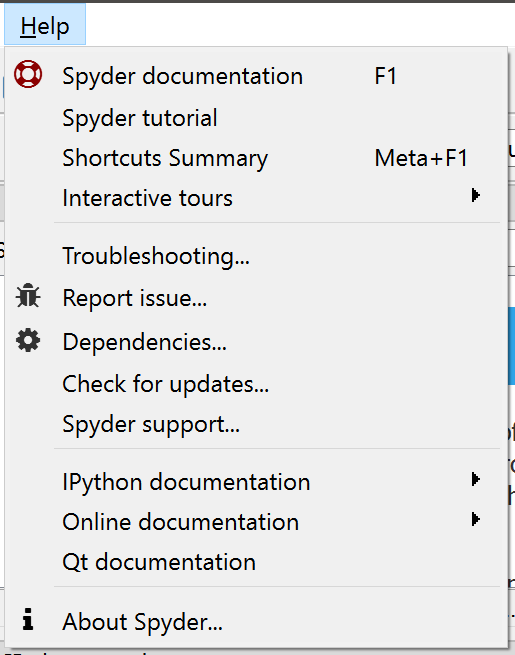 Help
Spyder documentation F1
Spyder tutorial
Shortcuts Summary Meta+F1
Interactive tours
Troubleshooting...
Report issue...
Dependencies...
Check for updates...
Spyder support...
IPython documentation
Online documentation
Qt documentation
About Spyder...